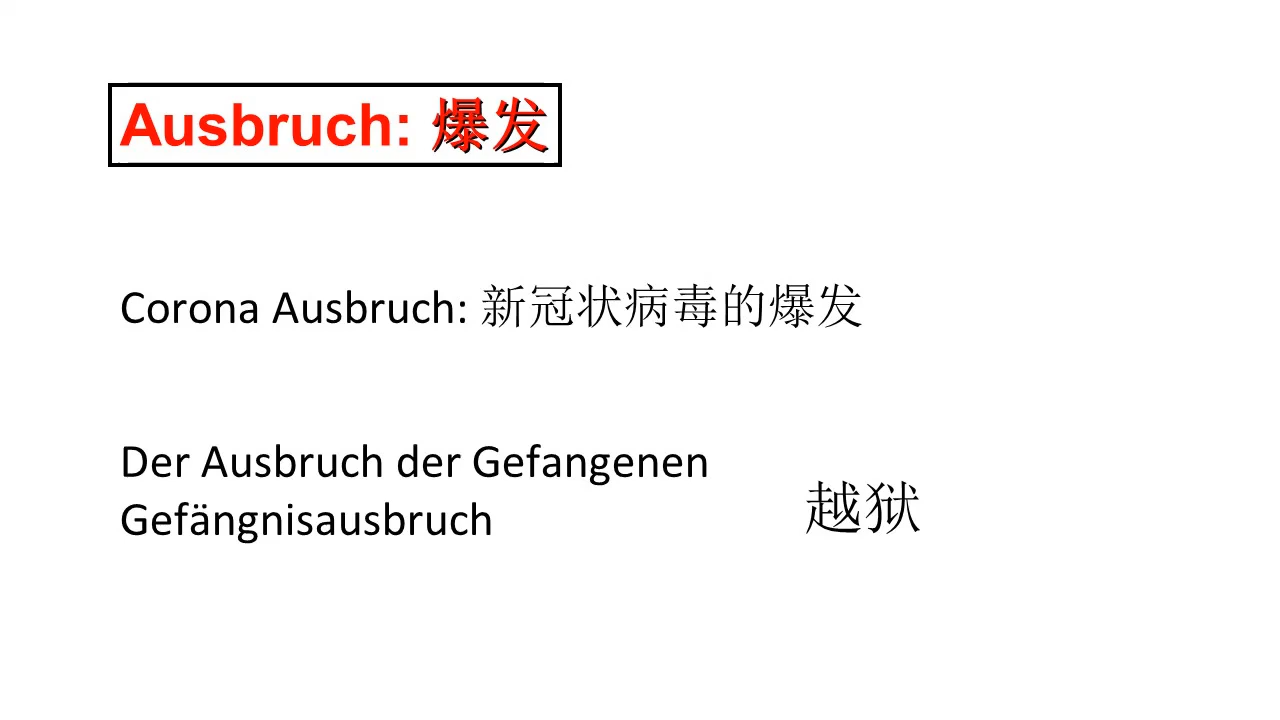 Ausbruch: 爆发
Corona Ausbruch: 新冠状病毒的爆发
Der Ausbruch der Gefangenen
Gefängnisausbruch
越狱